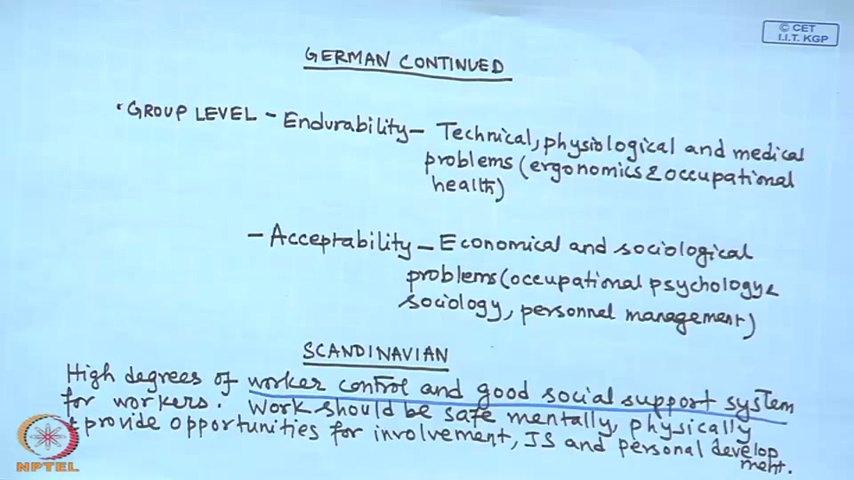 © CET
I.I.T. KGP
GERMAN CONTINUED
• GROUP LEVEL - Endurability - Technical, physiological and medical
problems (ergonomics & occupational
health)
- Acceptability - Economical and sociological
problems (occupational psychology &
sociology, personnel management)
SCANDINAVIAN
High degrees of worker control and good social support system
for workers. Work should be safe mentally, physically
& provide opportunities for involvement, JS and personal develop
ment.
NPTEL